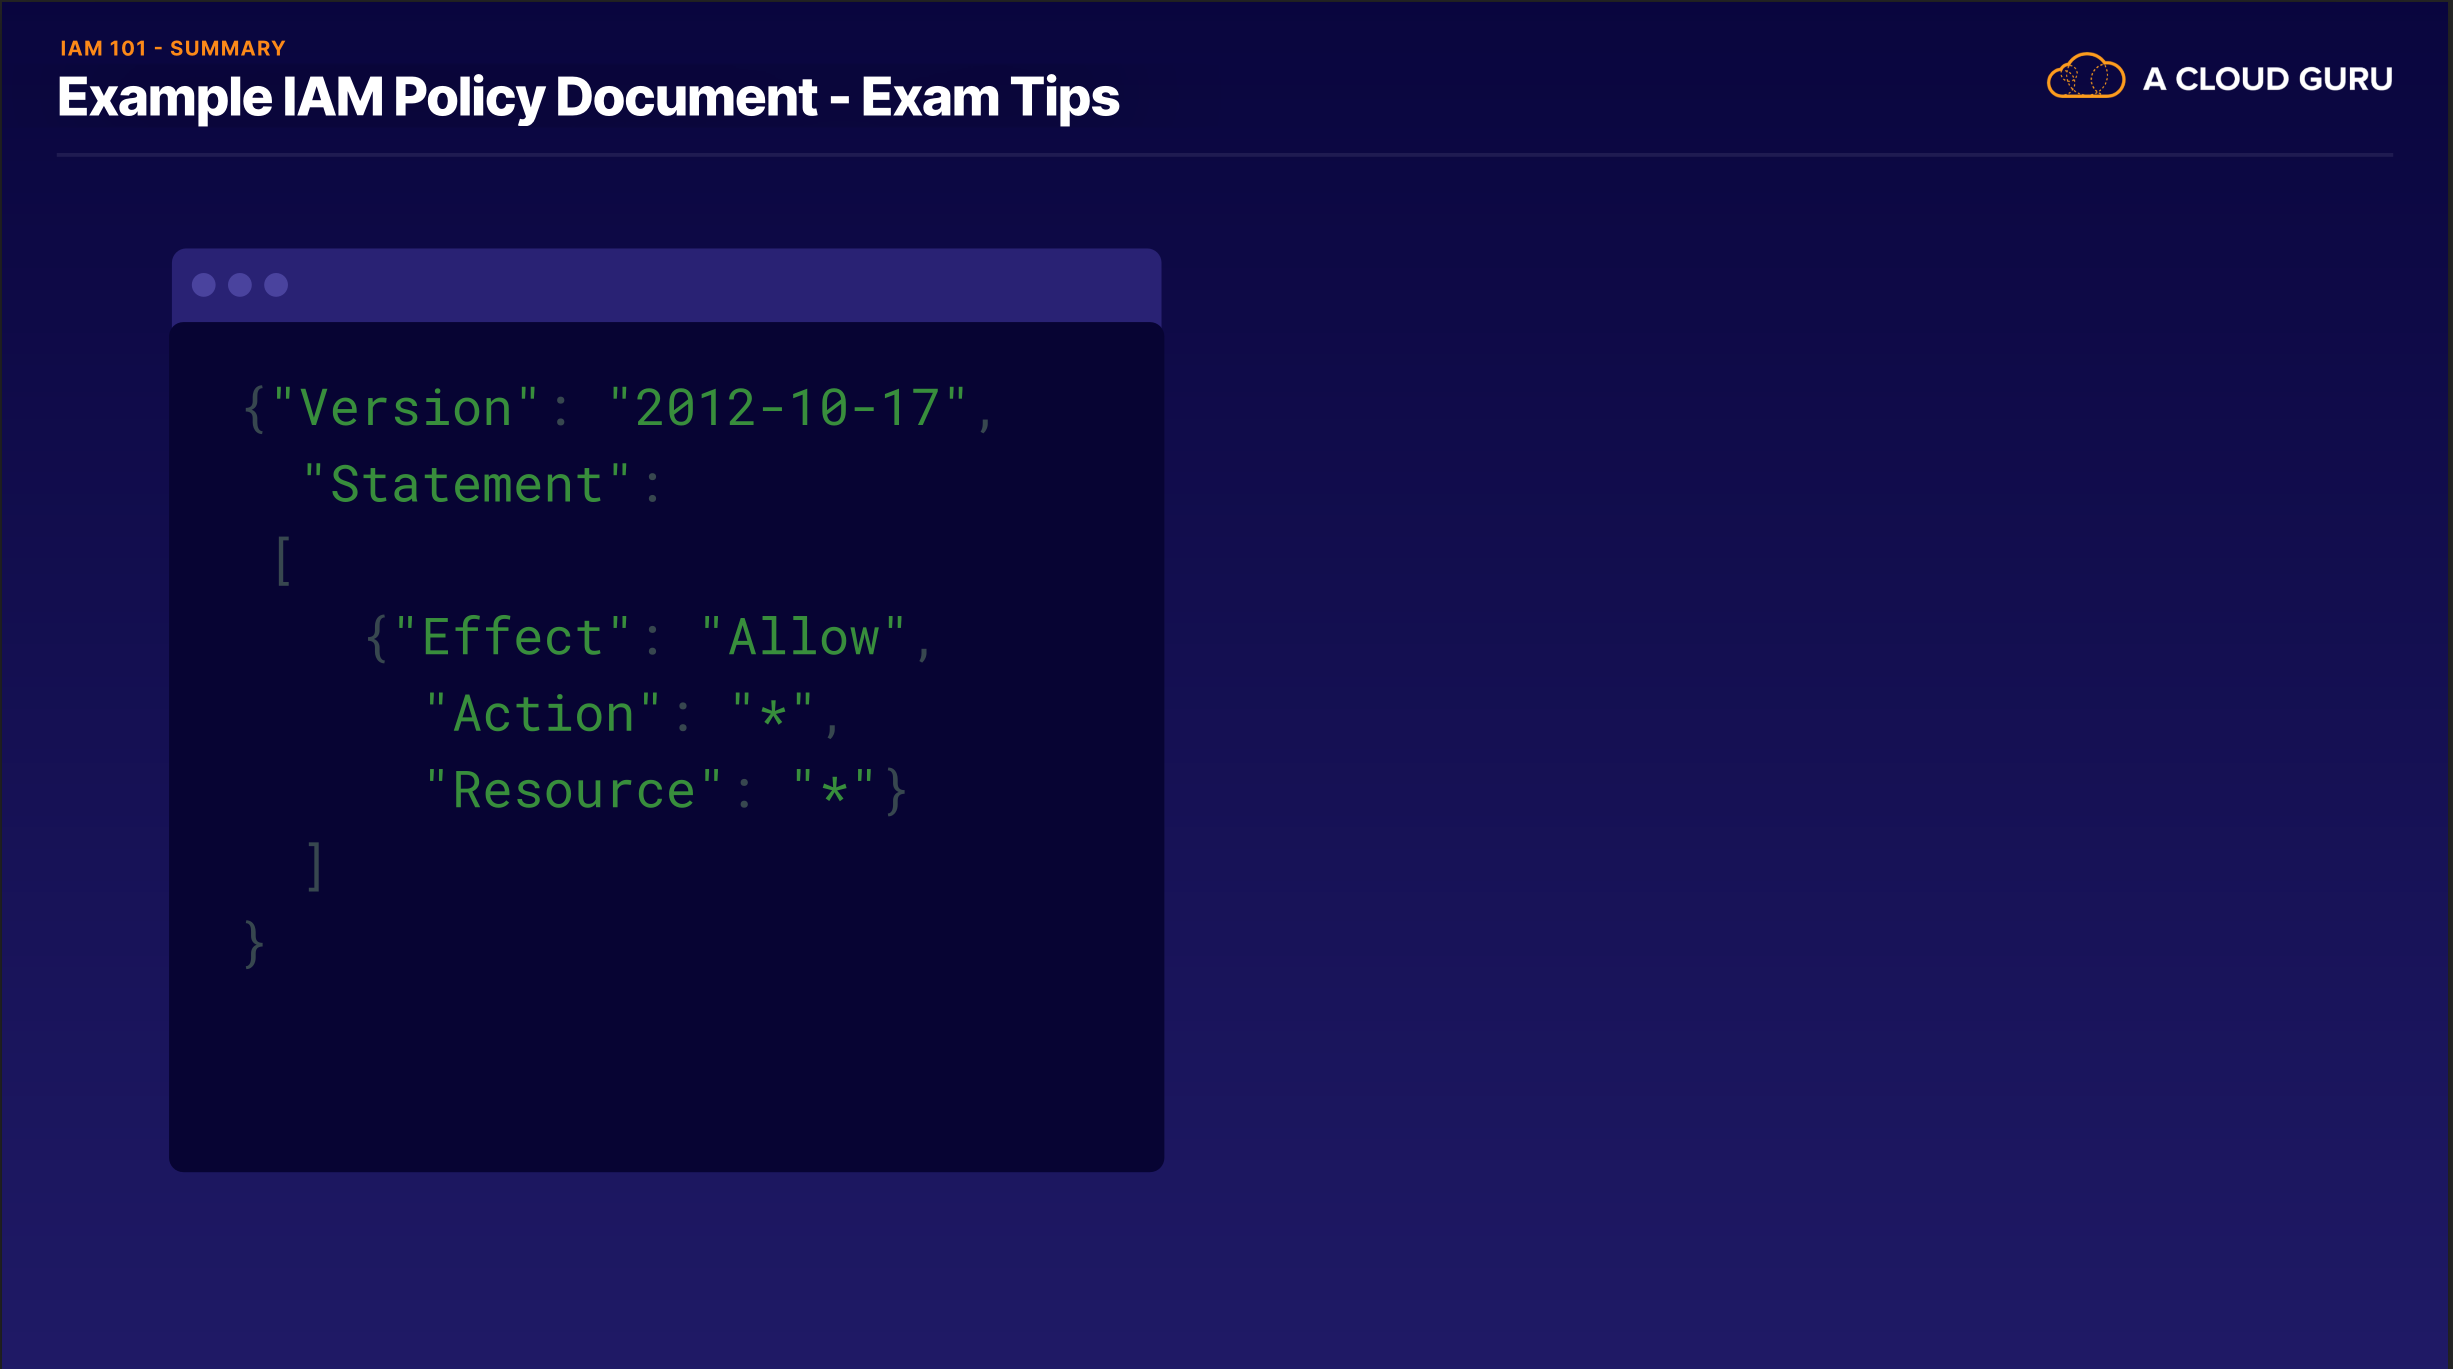 IAM 101 - SUMMARY
Example IAM Policy Document - Exam Tips
A CLOUD GURU
{"Version": "2012-10-17",
"Statement":
[
{"Effect": "Allow",
"Action": "*",
"Resource": "*"}
]
}